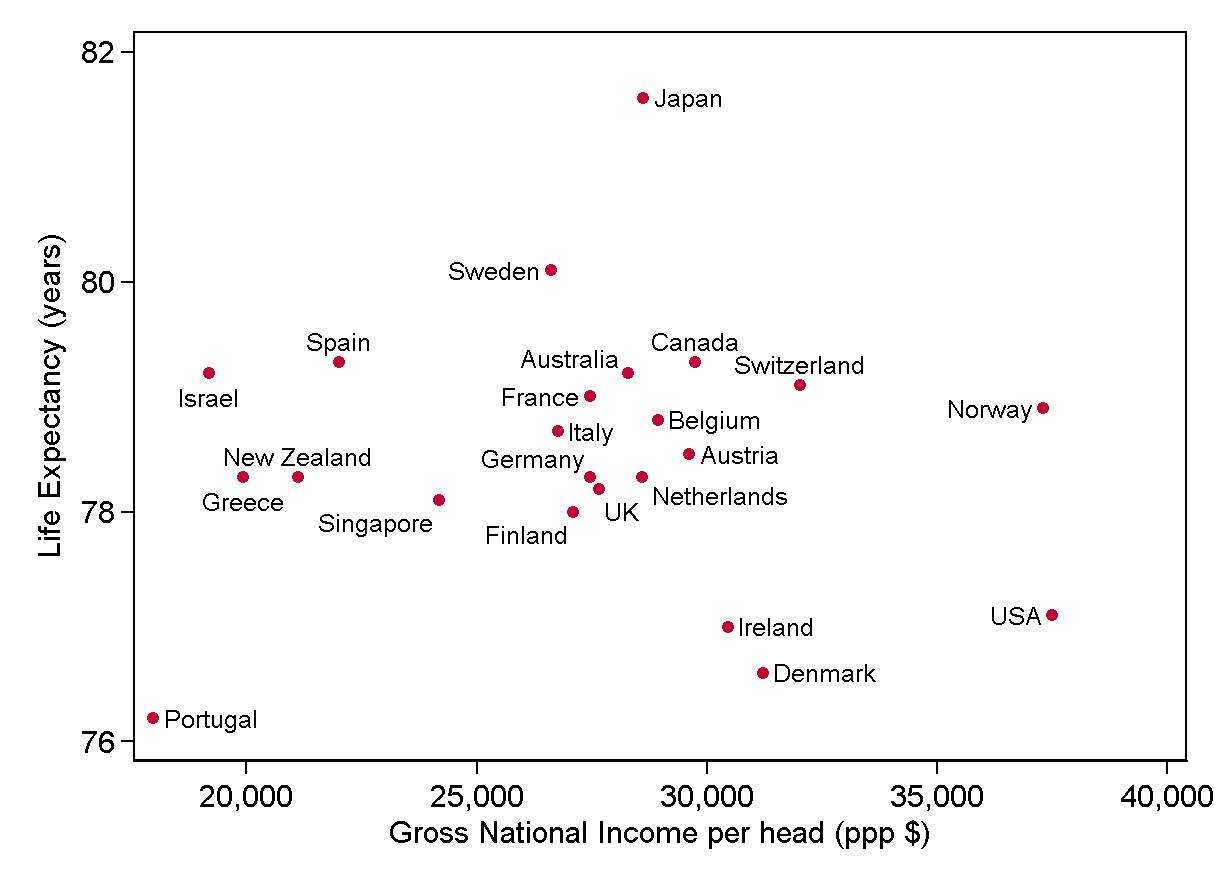 82
Japan
Sweden
80
Spain
Canada
Australia
Switzerland
Israel
France
Norway
Belgium
Italy
New Zealand
Germany
Austria
Greece
Netherlands
Singapore
78
UK
Finland
USA
Ireland
Denmark
Portugal
76
Life Expectancy (years)
20,000 25,000 30,000 35,000 40,000
Gross National Income per head (ppp $)